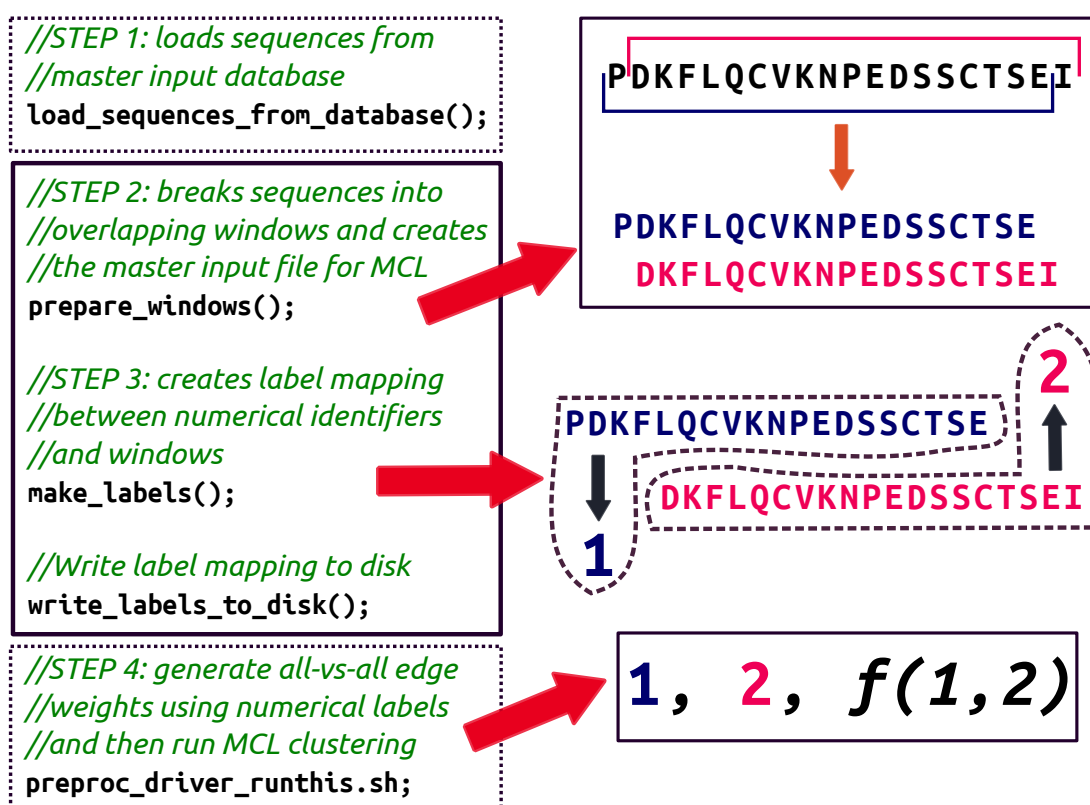 //STEP 1: loads sequences from
//master input database
load_sequences_from_database();
//STEP 2: breaks sequences into
//overlapping windows and creates
//the master input file for MCL
prepare_windows();
//STEP 3: creates label mapping
//between numerical identifiers
//and windows
make_labels();
//Write label mapping to disk
write_labels_to_disk();
//STEP 4: generate all-vs-all edge
//weights using numerical labels
//and then run MCL clustering
preproc_driver_runthis.sh;
PDKFLQCVKNPEDSSCTSEI
PDKFLQCVKNPEDSSCTSE
DKFLQCVKNPEDSSCTSEI
2
PDKFLQCVKNPEDSSCTSE
DKFLQCVKNPEDSSCTSEI
1
1, 2, f(1,2)